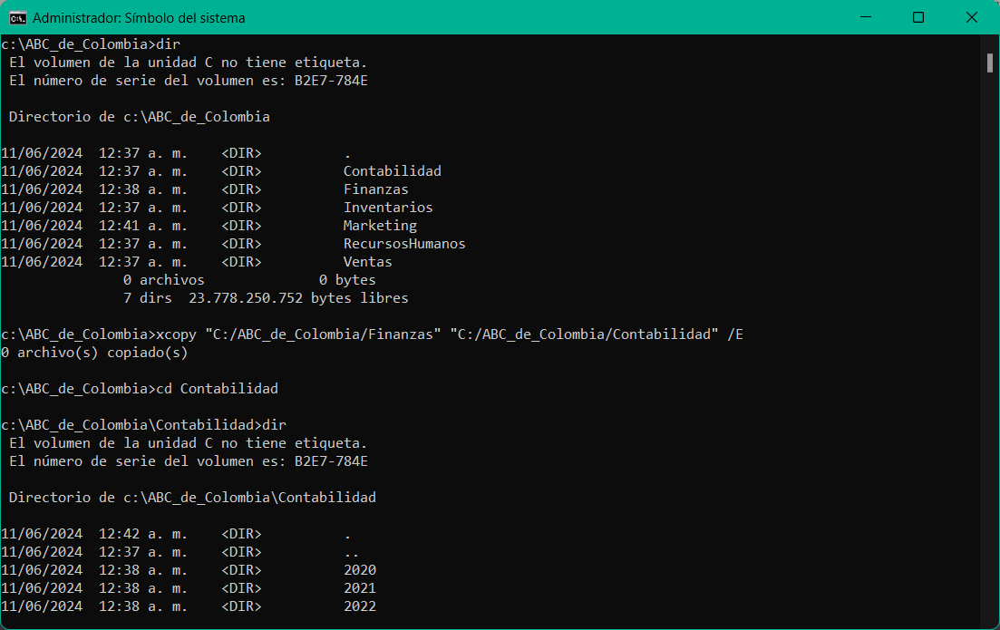 Administrador: Símbolo del sistema
c:\ABC_de_Colombia>dir
 El volumen de la unidad C no tiene etiqueta.
 El número de serie del volumen es: B2E7-784E

 Directorio de c:\ABC_de_Colombia

11/06/2024  12:37 a. m.    <DIR>          .
11/06/2024  12:37 a. m.    <DIR>          Contabilidad
11/06/2024  12:38 a. m.    <DIR>          Finanzas
11/06/2024  12:37 a. m.    <DIR>          Inventarios
11/06/2024  12:41 a. m.    <DIR>          Marketing
11/06/2024  12:37 a. m.    <DIR>          RecursosHumanos
11/06/2024  12:37 a. m.    <DIR>          Ventas
               0 archivos              0 bytes
               7 dirs  23.778.250.752 bytes libres

c:\ABC_de_Colombia>xcopy "C:/ABC_de_Colombia/Finanzas" "C:/ABC_de_Colombia/Contabilidad" /E
0 archivo(s) copiado(s)

c:\ABC_de_Colombia>cd Contabilidad

c:\ABC_de_Colombia\Contabilidad>dir
 El volumen de la unidad C no tiene etiqueta.
 El número de serie del volumen es: B2E7-784E

 Directorio de c:\ABC_de_Colombia\Contabilidad

11/06/2024  12:42 a. m.    <DIR>          .
11/06/2024  12:37 a. m.    <DIR>          ..
11/06/2024  12:38 a. m.    <DIR>          2020
11/06/2024  12:38 a. m.    <DIR>          2021
11/06/2024  12:38 a. m.    <DIR>          2022